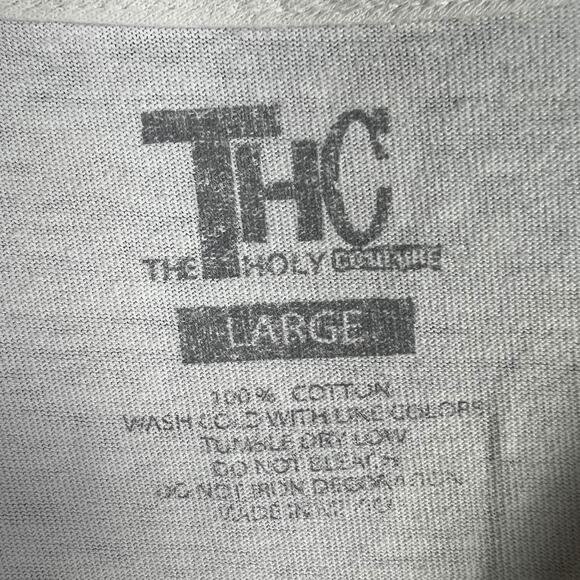 THC
THE HOLY
LARGE
100% COTTON
WASH COLD WITH LIKE COLORS
TUMBLE DRY LOW
DO NOT BLEACH
DO NOT IRON DECORATION
MADE IN MEXICO